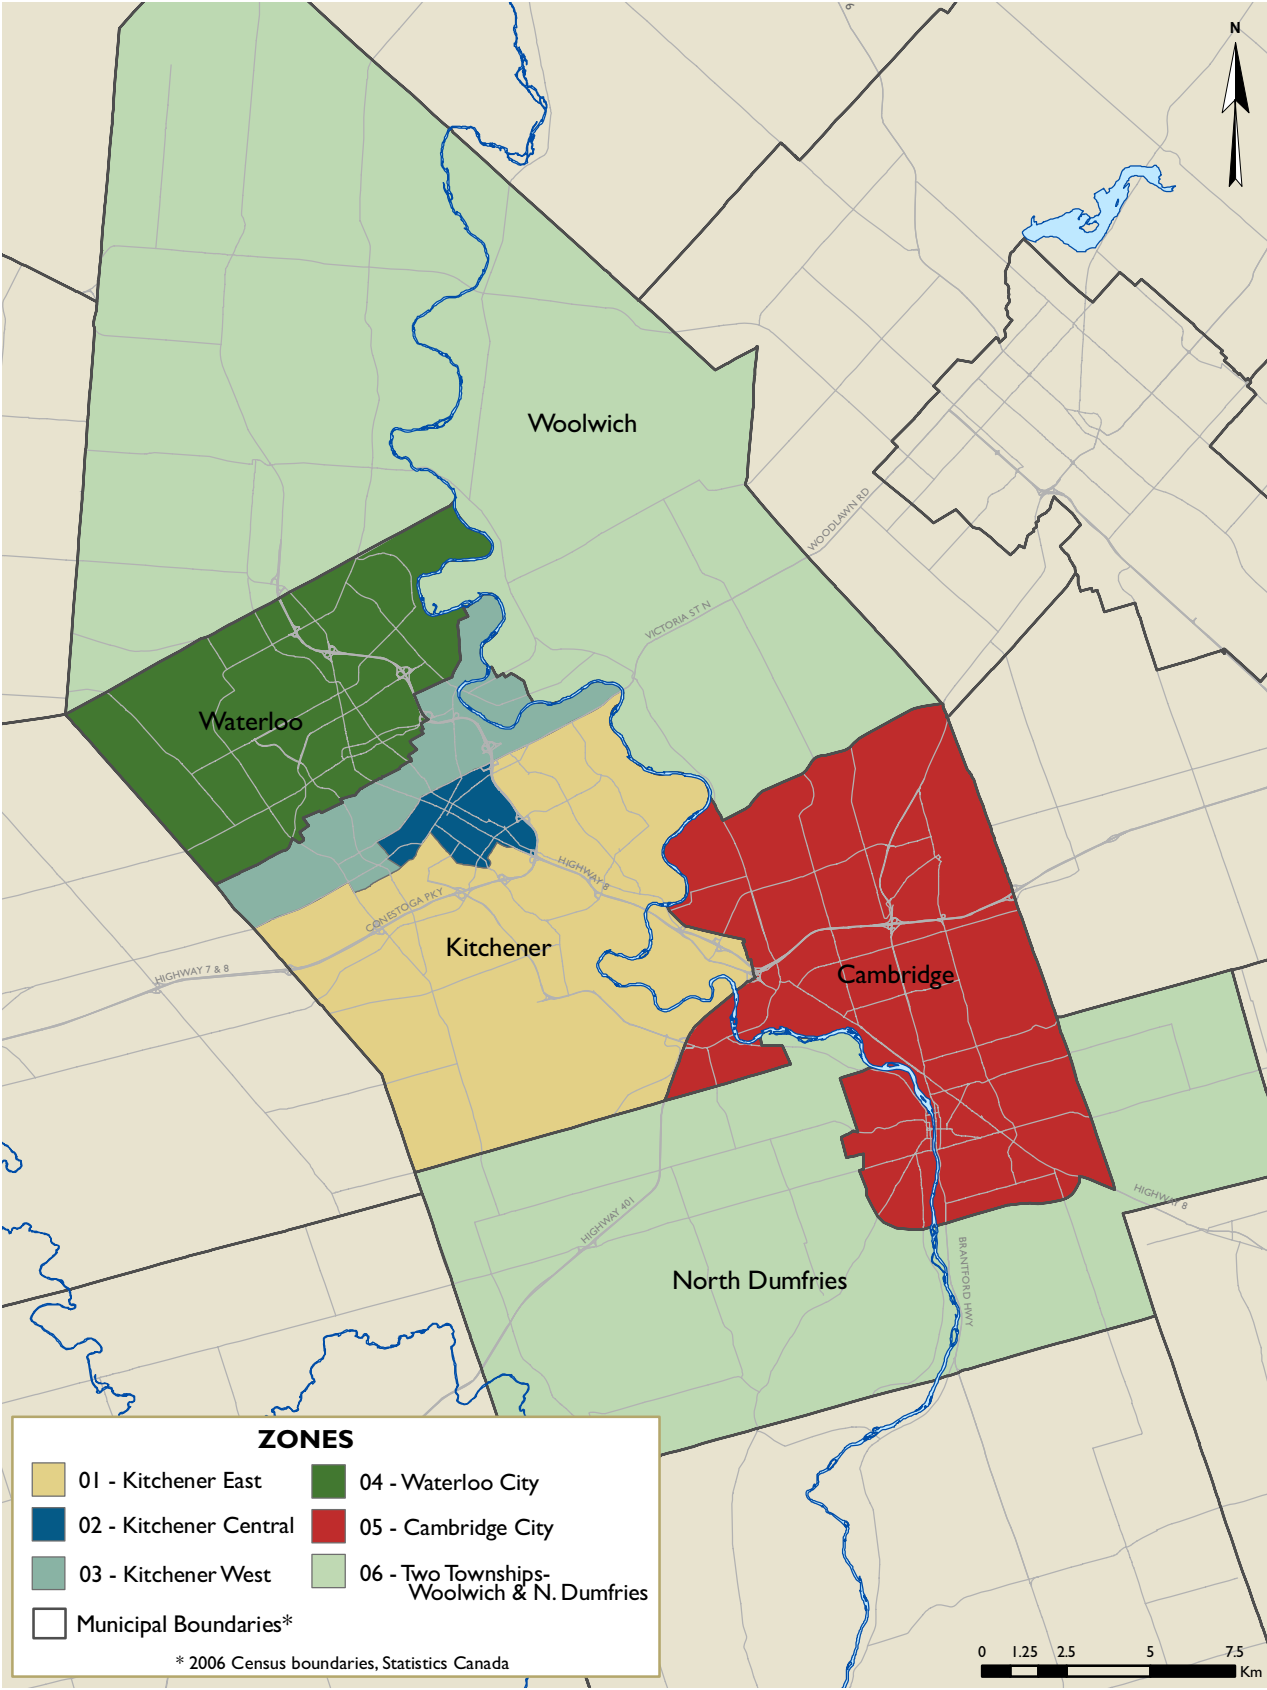 6
N
Woolwich
WOODLAWN RD
VICTORIA ST N
Waterloo
HIGHWAY 8
CONESTOGA PKY
Kitchener
HIGHWAY 7 & 8
Cambridge
HIGHWAY 8
HIGHWAY 401
BRANTFORD HWY
North Dumfries
ZONES
01 - Kitchener East
02 - Kitchener Central
03 - Kitchener West
04 - Waterloo City
05 - Cambridge City
06 - Two Townships-
Woolwich & N. Dumfries
Municipal Boundaries*
* 2006 Census boundaries, Statistics Canada
0 1.25 2.5 5 7.5
Km